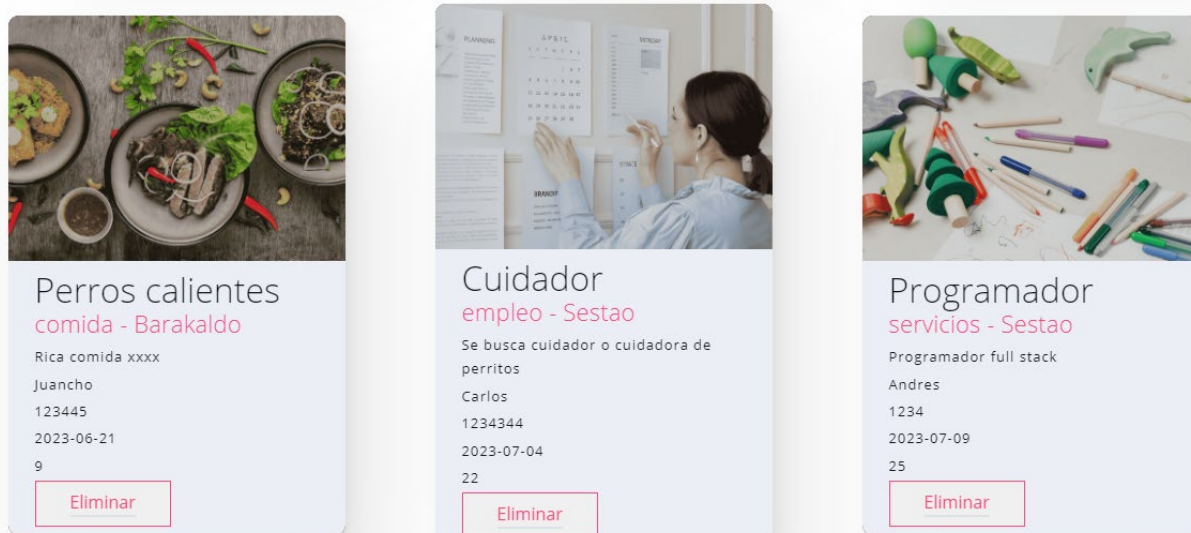 PLANNING
APRIL
Perros calientes
comida - Barakaldo
Rica comida xxxx
Juancho
123445
2023-06-21
9
Eliminar
Cuidador
empleo - Sestao
Se busca cuidador o cuidadora de
perritos
Carlos
1234344
2023-07-04
22
Eliminar
Programador
servicios - Sestao
Programador full stack
Andres
1234
2023-07-09
25
Eliminar